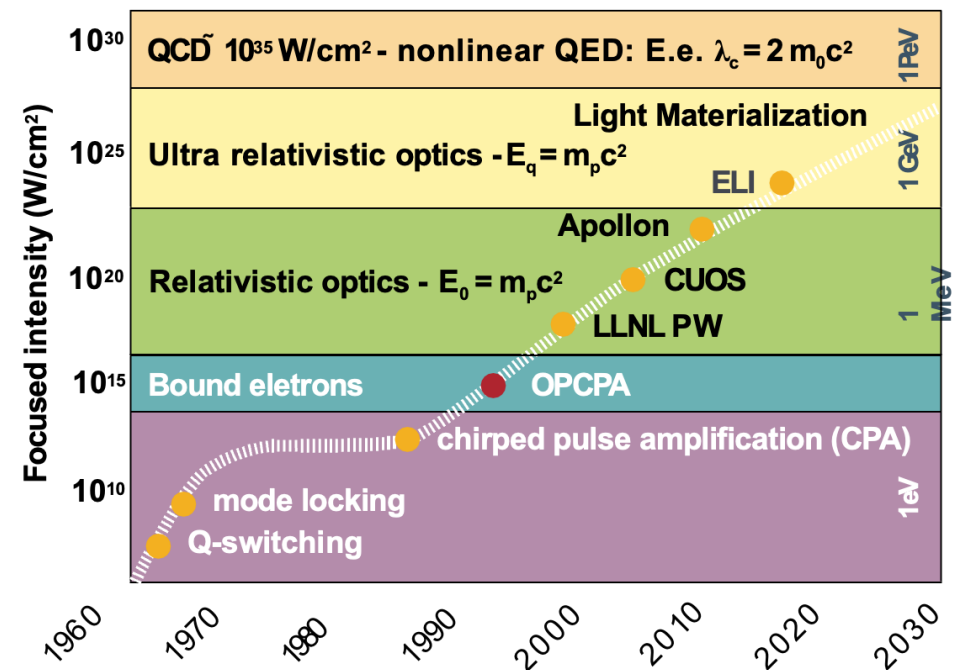 Focused intensity (W/cm²)
10³⁰
10²⁵
10²⁰
10¹⁵
10¹⁰
QCD˜ 10³⁵ W/cm² - nonlinear QED: E.e. λc = 2 m₀c²
1PeV
Light Materialization
Ultra relativistic optics - Eq = mpc²
1 GeV
ELI
Apollon
Relativistic optics - E₀ = mpc²
CUOS
1 MeV
LLNL PW
Bound eletrons
OPCPA
chirped pulse amplification (CPA)
1eV
mode locking
Q-switching
1960
1970
1980
1990
2000
2010
2020
2030